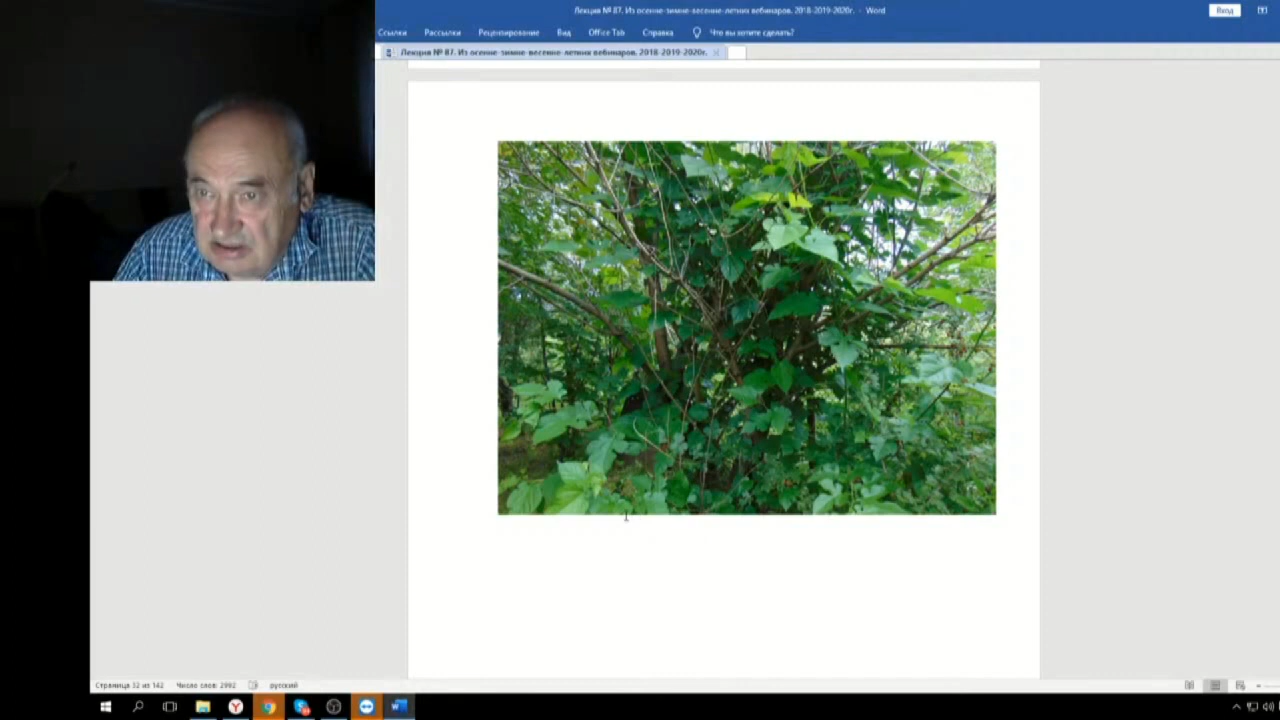 Лекция № 87. Из осенне-зимне-весенне-летних вебинаров. 2018-2019-2020г. - Word
Вход
Ссылки Рассылки Рецензирование Вид Office Tab Справка Что вы хотите сделать?
Лекция № 87. Из осенне-зимне-весенне-летних вебинаров. 2018-2019-2020г.
Страница 32 из 142 Число слов: 2992 русский